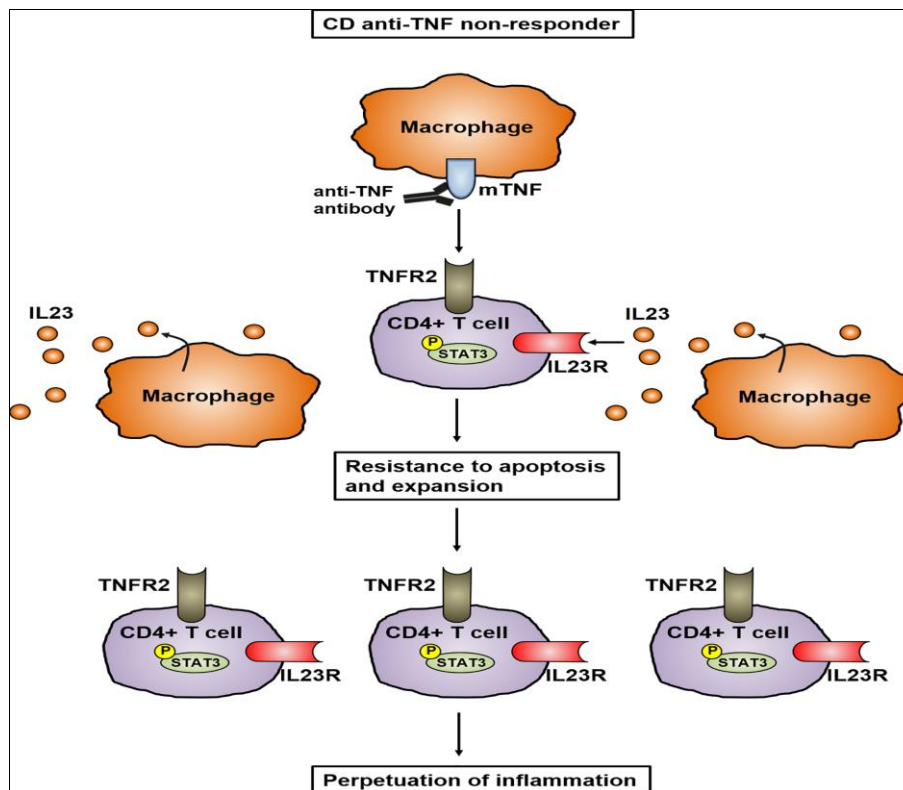 CD anti-TNF non-responder
Macrophage
anti-TNF
antibody
mTNF
TNFR2
IL23
CD4+ T cell
P
STAT3
IL23R
IL23
Macrophage
Macrophage
Resistance to apoptosis
and expansion
TNFR2
TNFR2
TNFR2
CD4+ T cell
P
STAT3
IL23R
CD4+ T cell
P
STAT3
IL23R
CD4+ T cell
P
STAT3
IL23R
Perpetuation of inflammation